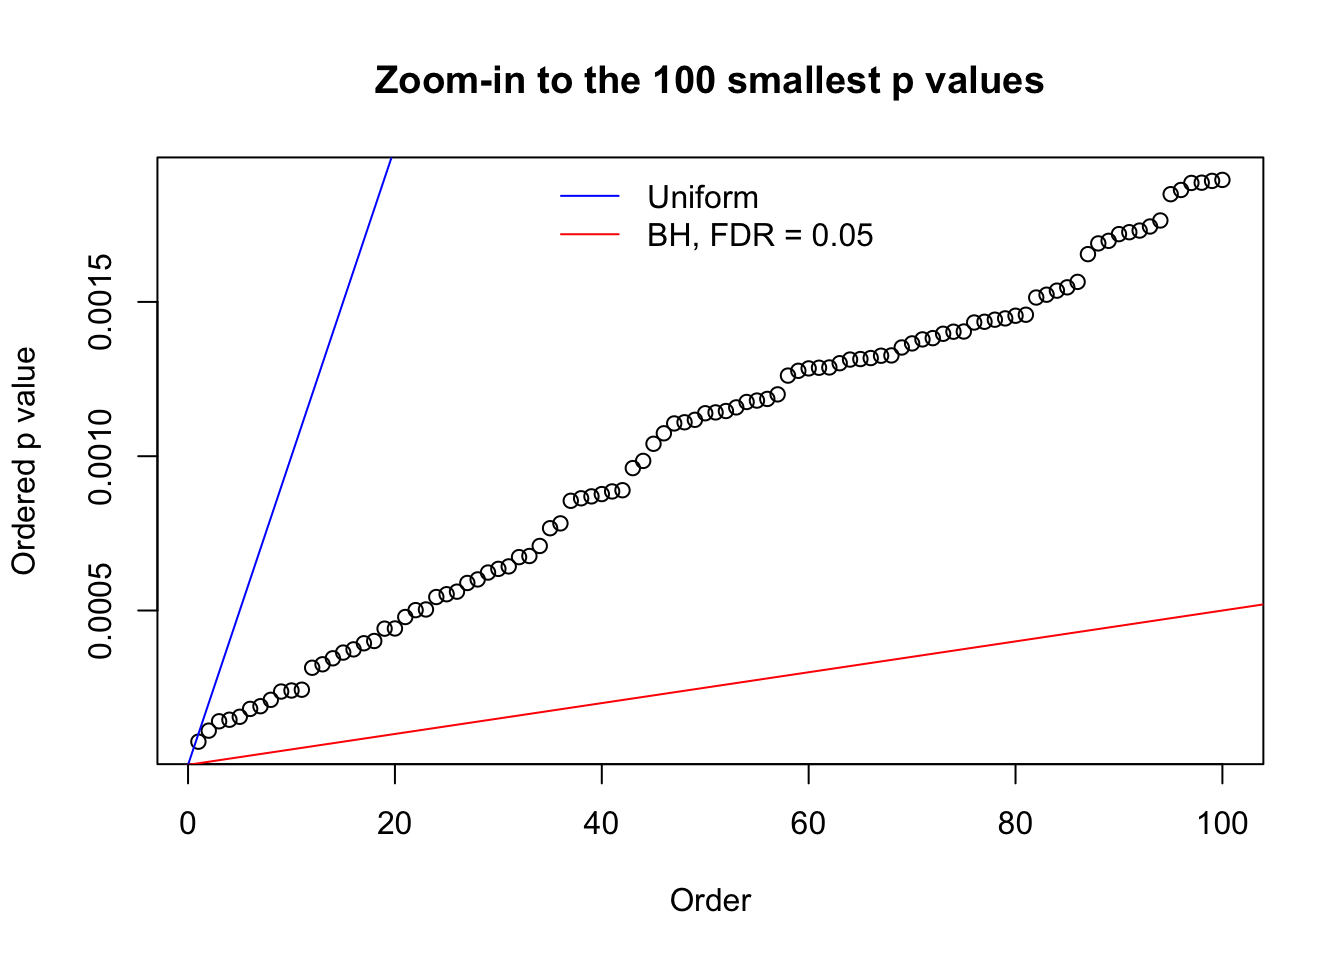 Zoom-in to the 100 smallest p values
Uniform
BH, FDR = 0.05
Ordered p value
0.0015
0.0010
0.0005
0 20 40 60 80 100
Order